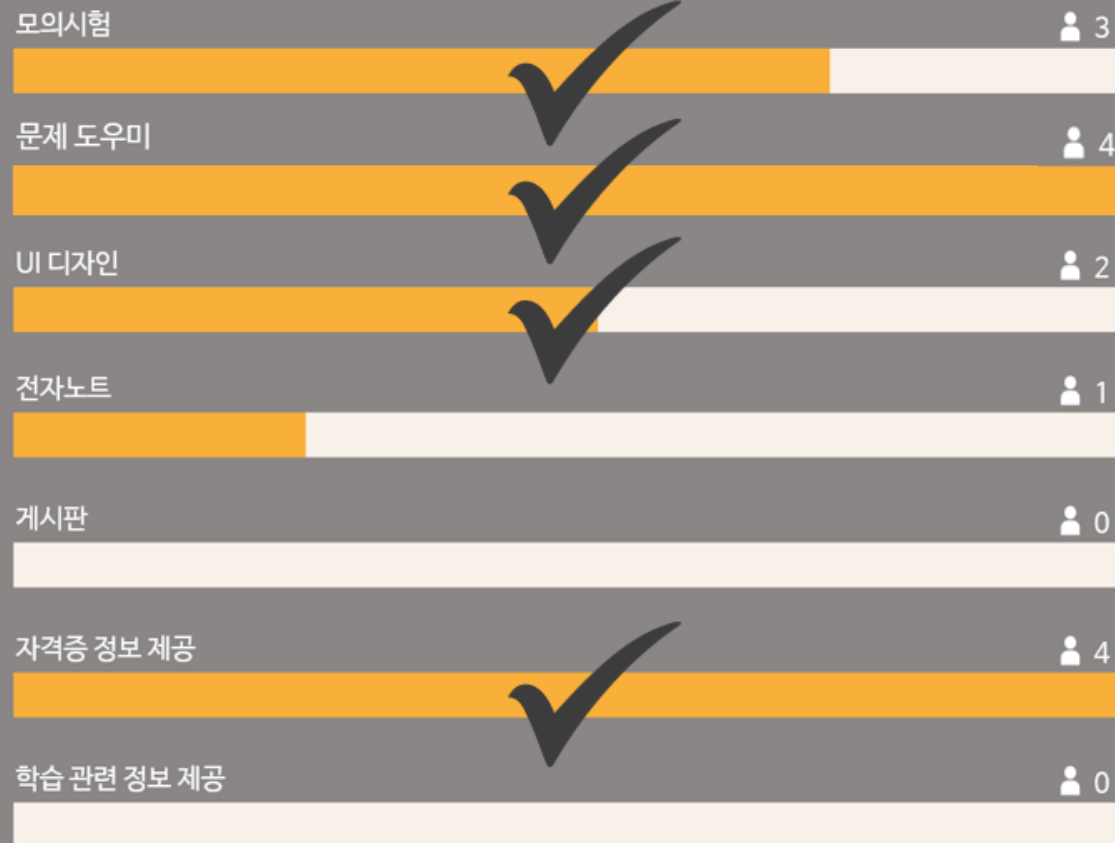 모의시험 3
문제 도우미 4
UI 디자인 2
전자노트 1
게시판 0
자격증 정보 제공 4
학습 관련 정보 제공 0